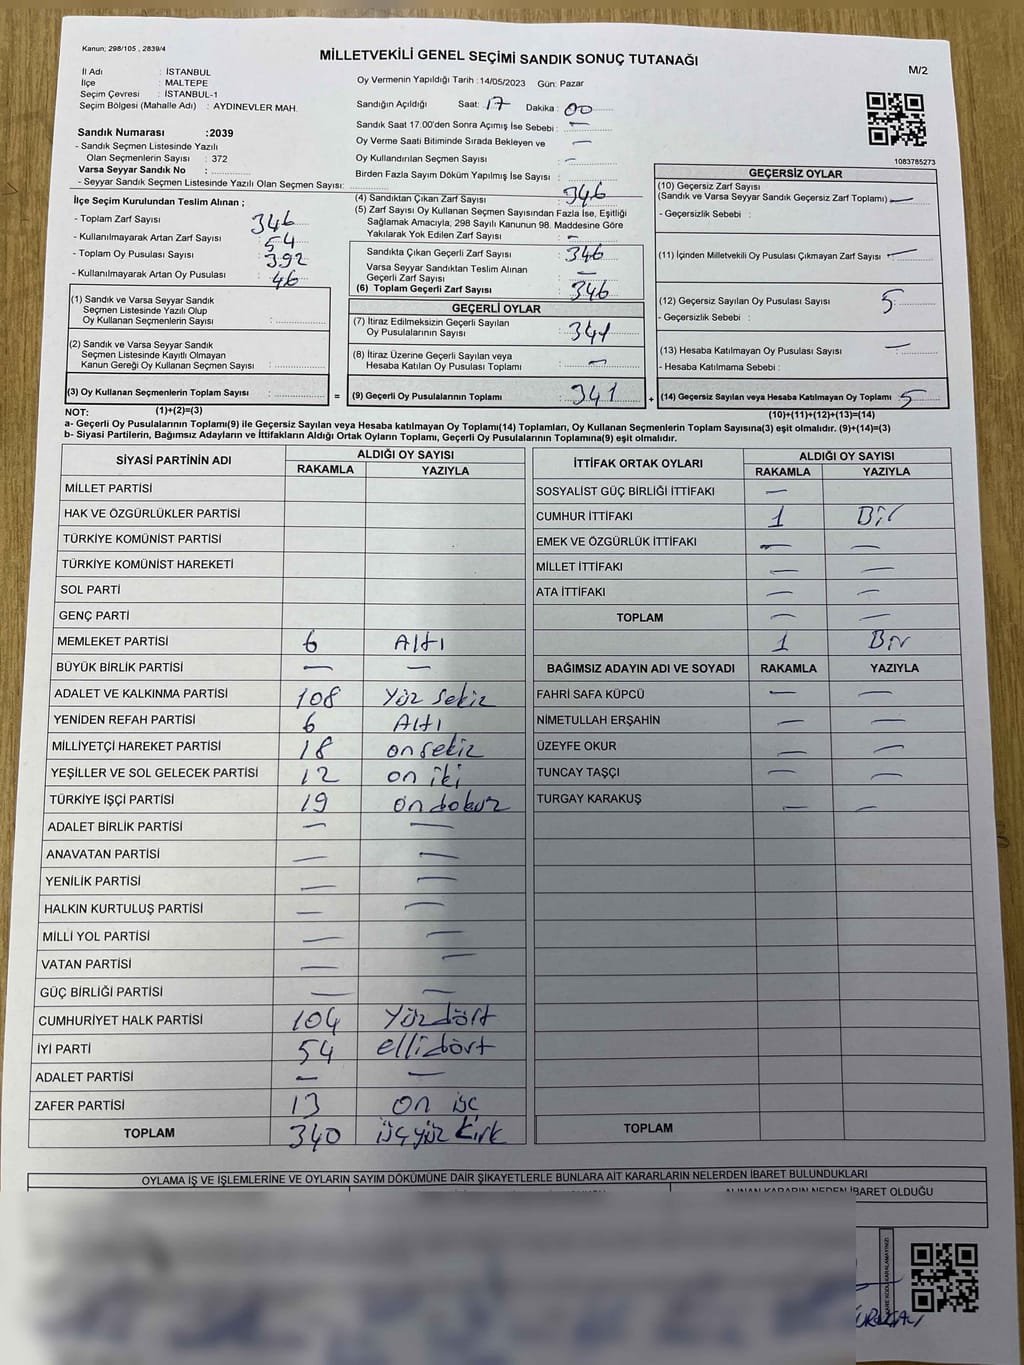 Kanun; 298/105 , 2839/4
MİLLETVEKİLİ GENEL SEÇİMİ SANDIK SONUÇ TUTANAĞI
M/2
İl Adı : İSTANBUL
İlçe : MALTEPE
Seçim Çevresi : İSTANBUL-1
Seçim Bölgesi (Mahalle Adı) : AYDINEVLER MAH.
Sandık Numarası :2039
- Sandık Seçmen Listesinde Yazılı
Olan Seçmenlerin Sayısı : 372
Varsa Seyyar Sandık No :
- Seyyar Sandık Seçmen Listesinde Yazılı Olan Seçmen Sayısı:
Oy Vermenin Yapıldığı Tarih :14/05/2023 Gün: Pazar
Sandığın Açıldığı Saat: 17 Dakika : 00
Sandık Saat 17.00'den Sonra Açımış İse Sebebi : —
Oy Verme Saati Bitiminde Sırada Bekleyen ve —
Oy Kullandırılan Seçmen Sayısı : —
Birden Fazla Sayım Döküm Yapılmış İse Sayısı :
1083785273
İlçe Seçim Kurulundan Teslim Alınan ;
- Toplam Zarf Sayısı : 346
- Kullanılmayarak Artan Zarf Sayısı : 54
- Toplam Oy Pusulası Sayısı : 392
- Kullanılmayarak Artan Oy Pusulası : 46
(1) Sandık ve Varsa Seyyar Sandık
Seçmen Listesinde Yazılı Olup
Oy Kullanan Seçmenlerin Sayısı :
(2) Sandık ve Varsa Seyyar Sandık
Seçmen Listesinde Kayıtlı Olmayan
Kanun Gereği Oy Kullanan Seçmen Sayısı :
(3) Oy Kullanan Seçmenlerin Toplam Sayısı :
(1)+(2)=(3)
(4) Sandıktan Çıkan Zarf Sayısı : 346
(5) Zarf Sayısı Oy Kullanan Seçmen Sayısından Fazla İse, Eşitliği
Sağlamak Amacıyla, 298 Sayılı Kanunun 98. Maddesine Göre
Yakılarak Yok Edilen Zarf Sayısı : —
Sandıkta Çıkan Geçerli Zarf Sayısı : 346
Varsa Seyyar Sandıktan Teslim Alınan
Geçerli Zarf Sayısı : —
(6) Toplam Geçerli Zarf Sayısı : 346
GEÇERLİ OYLAR
(7) İtiraz Edilmeksizin Geçerli Sayılan
Oy Pusulalarının Sayısı : 341
(8) İtiraz Üzerine Geçerli Sayılan veya
Hesaba Katılan Oy Pusulası Toplamı : —
= (9) Geçerli Oy Pusulalarının Toplamı : 341 +
GEÇERSİZ OYLAR
(10) Geçersiz Zarf Sayısı
(Sandık ve Varsa Seyyar Sandık Geçersiz Zarf Toplamı) : —
- Geçersizlik Sebebi :
(11) İçinden Milletvekili Oy Pusulası Çıkmayan Zarf Sayısı : —
(12) Geçersiz Sayılan Oy Pusulası Sayısı : 5
- Geçersizlik Sebebi :
(13) Hesaba Katılmayan Oy Pusulası Sayısı : —
- Hesaba Katılmama Sebebi :
(14) Geçersiz Sayılan veya Hesaba Katılmayan Oy Toplamı : 5
(10)+(11)+(12)+(13)=(14)
NOT:
a- Geçerli Oy Pusulalarının Toplamı(9) ile Geçersiz veya Hesaba katılmayan Oy Toplamı(14) Toplamları, Oy Kullanan Seçmenlerin Toplam Sayısına(3) eşit olmalıdır. (9)+(14)=(3)
b- Siyasi Partilerin, Bağımsız Adayların ve İttifakların Aldığı Ortak Oyların Toplamı, Geçerli Oy Pusulalarının Toplamına(9) eşit olmalıdır.
SİYASİ PARTİNİN ADI ALDIĞI OY SAYISI
RAKAMLA YAZIYLA
MİLLET PARTİSİ
HAK VE ÖZGÜRLÜKLER PARTİSİ
TÜRKİYE KOMÜNİST PARTİSİ
TÜRKİYE KOMÜNİST HAREKETİ
SOL PARTİ
GENÇ PARTİ
MEMLEKET PARTİSİ 6 Altı
BÜYÜK BİRLİK PARTİSİ — —
ADALET VE KALKINMA PARTİSİ 108 Yüz sekiz
YENİDEN REFAH PARTİSİ 6 Altı
MİLLİYETÇİ HAREKET PARTİSİ 18 on sekiz
YEŞİLLER VE SOL GELECEK PARTİSİ 12 on iki
TÜRKİYE İŞÇİ PARTİSİ 19 on dokuz
ADALET BİRLİK PARTİSİ — —
ANAVATAN PARTİSİ — —
YENİLİK PARTİSİ — —
HALKIN KURTULUŞ PARTİSİ — —
MİLLİ YOL PARTİSİ — —
VATAN PARTİSİ — —
GÜÇ BİRLİĞİ PARTİSİ — —
CUMHURİYET HALK PARTİSİ 104 Yüzdört
İYİ PARTİ 54 ellidört
ADALET PARTİSİ — —
ZAFER PARTİSİ 13 on üç
TOPLAM 340 üçyüz kırk
İTTİFAK ORTAK OYLARI ALDIĞI OY SAYISI
RAKAMLA YAZIYLA
SOSYALİST GÜÇ BİRLİĞİ İTTİFAKI —
CUMHUR İTTİFAKI 1 Bir
EMEK VE ÖZGÜRLÜK İTTİFAKI — —
MİLLET İTTİFAKI — —
ATA İTTİFAKI — —
TOPLAM — —
1 Bir
BAĞIMSIZ ADAYIN ADI VE SOYADI RAKAMLA YAZIYLA
FAHRİ SAFA KÜPCÜ — —
NİMETULLAH ERŞAHİN — —
ÜZEYFE OKUR — —
TUNCAY TAŞÇI — —
TURGAY KARAKUŞ — —
TOPLAM
OYLAMA İŞ VE İŞLEMLERİNE VE OYLARIN SAYIM DÖKÜMÜNE DAİR ŞİKAYETLERLE BUNLARA AİT KARARLARIN NELERDEN İBARET BULUNDUKLARI
ALINAN KARARIN NEDEN İBARET OLDUĞU